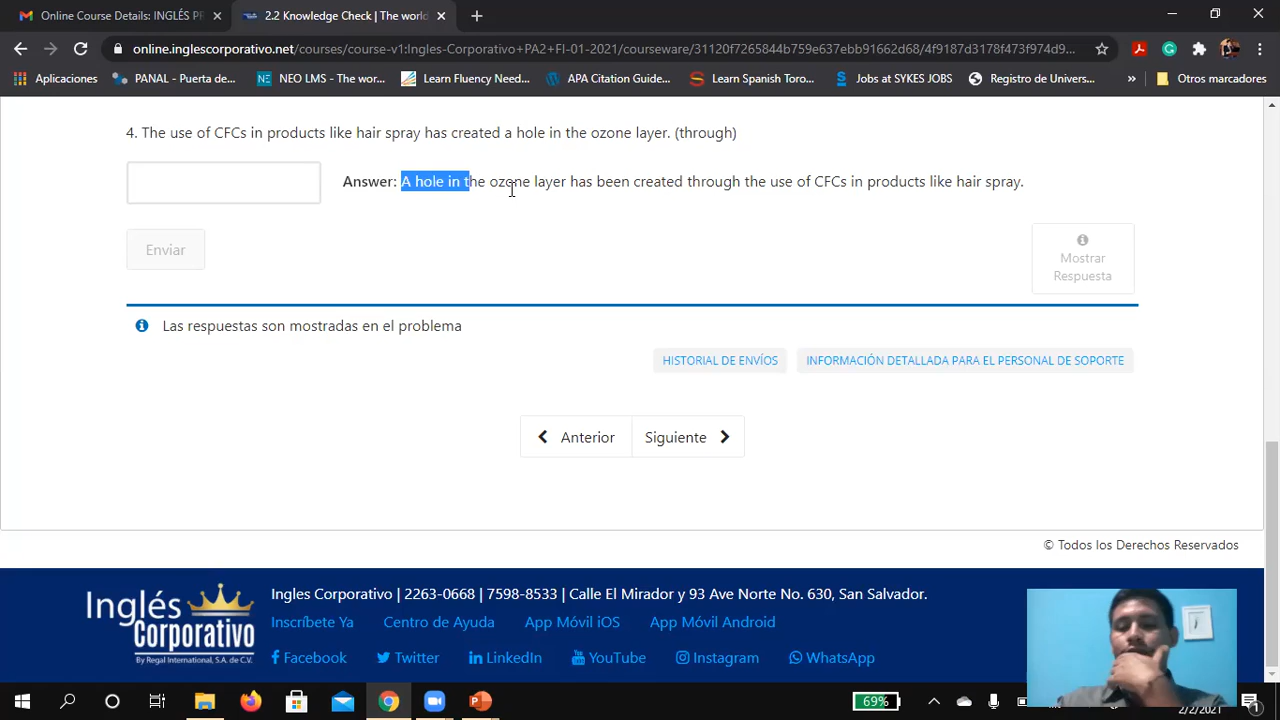 Online Course Details: INGLÉS PR
2.2 Knowledge Check | The world
online.inglescorporativo.net/courses/course-v1:Ingles-Corporativo+PA2+FI-01-2021/courseware/31120f7265844b759e637ebb91662d68/4f9187d3178f473f974d9...
Aplicaciones
PANAL - Puerta de...
NEO LMS - The wor...
Learn Fluency Need...
APA Citation Guide...
Learn Spanish Toro...
Jobs at SYKES JOBS
Registro de Univers...
»
Otros marcadores
4. The use of CFCs in products like hair spray has created a hole in the ozone layer. (through)
Answer: A hole in the ozone layer has been created through the use of CFCs in products like hair spray.
Enviar
Mostrar
Respuesta
Las respuestas son mostradas en el problema
HISTORIAL DE ENVÍOS
INFORMACIÓN DETALLADA PARA EL PERSONAL DE SOPORTE
Anterior
Siguiente
© Todos los Derechos Reservados
Inglés
Corporativo
By Regal International, S.A. de C.V.
Ingles Corporativo | 2263-0668 | 7598-8533 | Calle El Mirador y 93 Ave Norte No. 630, San Salvador.
Inscríbete Ya
Centro de Ayuda
App Móvil iOS
App Móvil Android
Facebook
Twitter
LinkedIn
YouTube
Instagram
WhatsApp
69%
2/2/2021